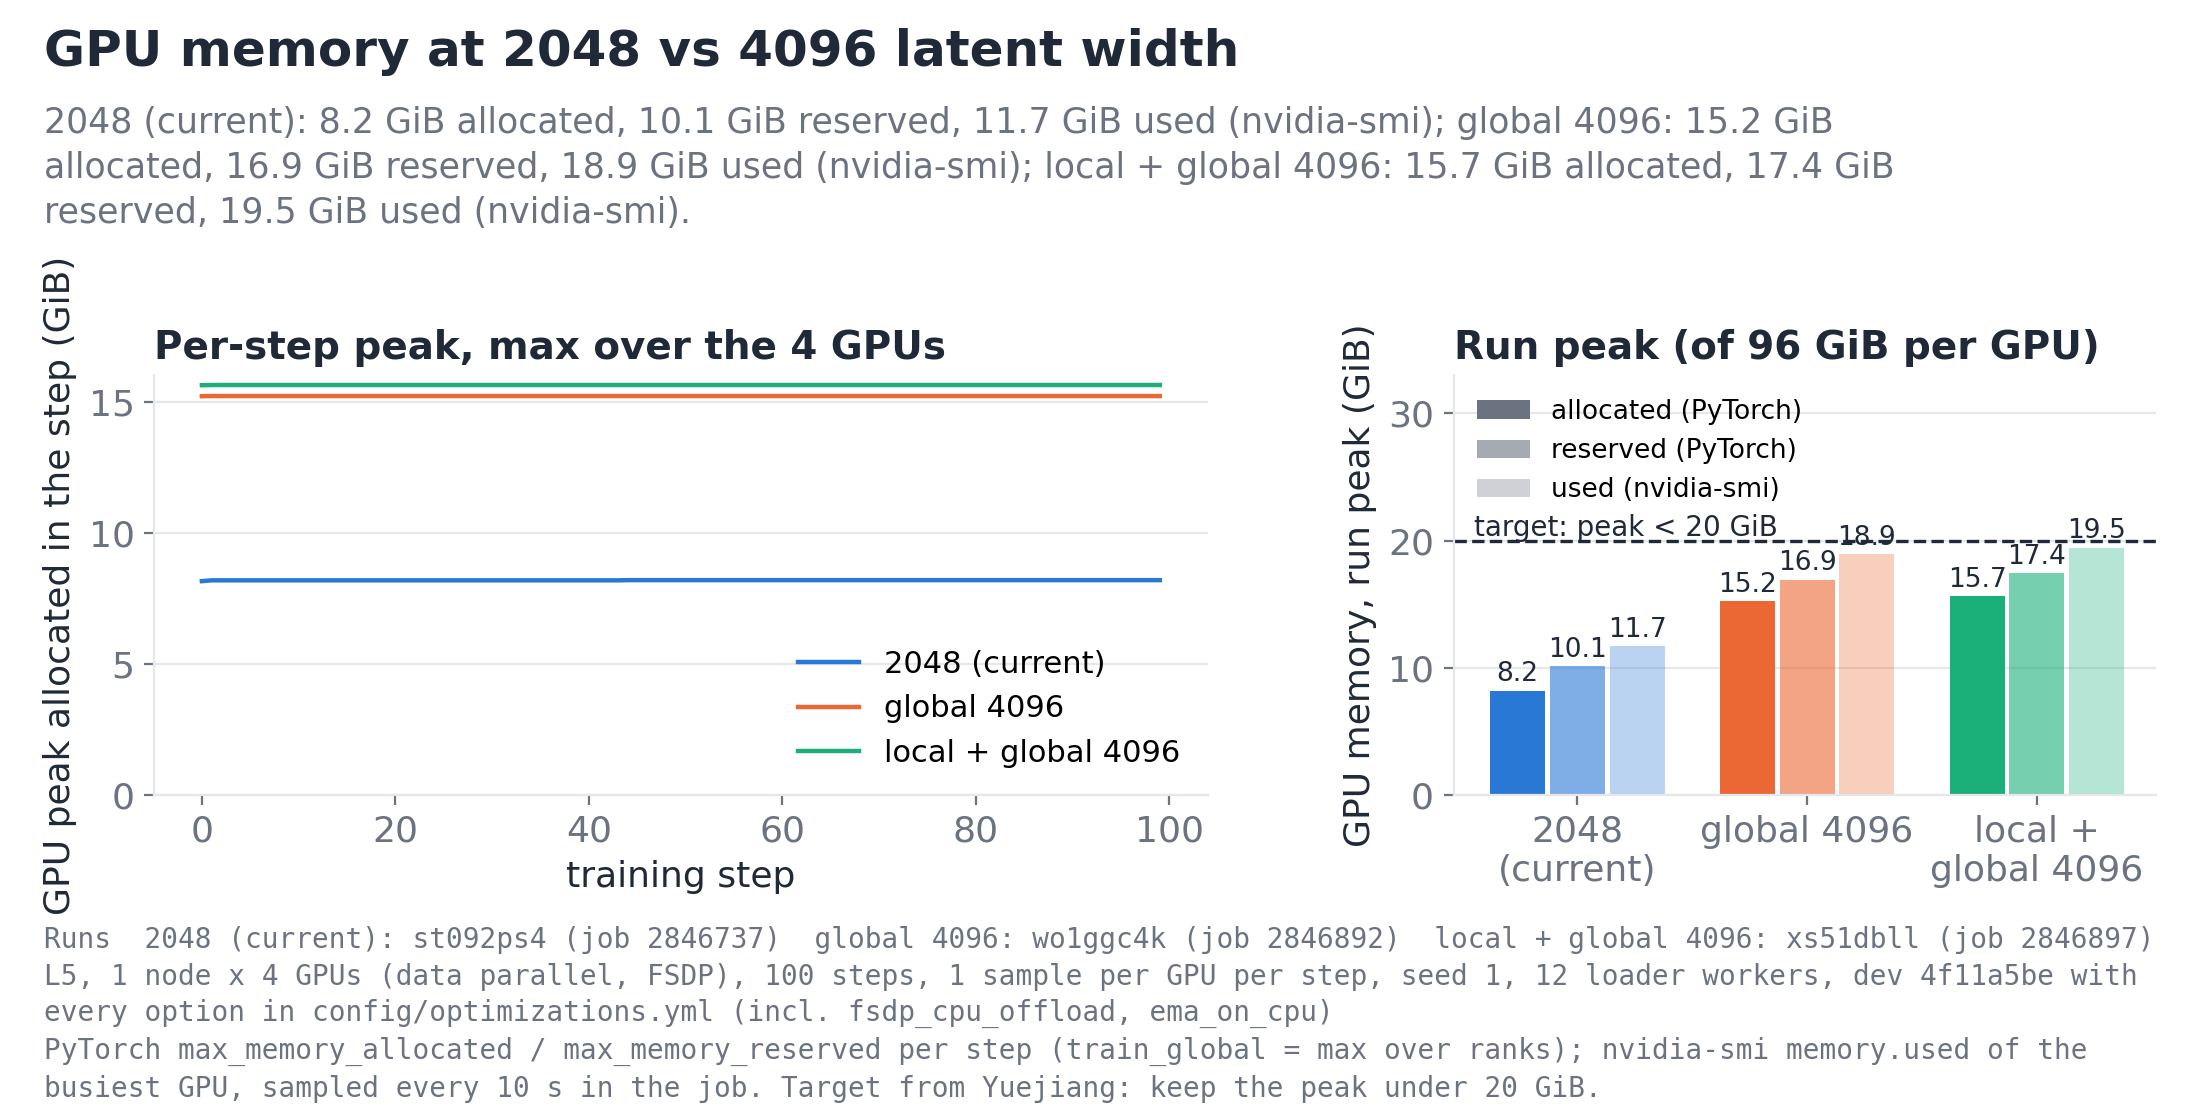 GPU memory at 2048 vs 4096 latent width
2048 (current): 8.2 GiB allocated, 10.1 GiB reserved, 11.7 GiB used (nvidia-smi); global 4096: 15.2 GiB
allocated, 16.9 GiB reserved, 18.9 GiB used (nvidia-smi); local + global 4096: 15.7 GiB allocated, 17.4 GiB
reserved, 19.5 GiB used (nvidia-smi).
Per-step peak, max over the 4 GPUs
GPU peak allocated in the step (GiB)
15
10
5
0
2048 (current)
global 4096
local + global 4096
0 20 40 60 80 100
training step
Run peak (of 96 GiB per GPU)
GPU memory, run peak (GiB)
30
20
10
0
allocated (PyTorch)
reserved (PyTorch)
used (nvidia-smi)
target: peak < 20 GiB
8.2 10.1 11.7
15.2 16.9 18.9
15.7 17.4 19.5
2048
(current)
global 4096
local +
global 4096
Runs  2048 (current): st092ps4 (job 2846737)  global 4096: wo1ggc4k (job 2846892)  local + global 4096: xs51dbll (job 2846897)
L5, 1 node x 4 GPUs (data parallel, FSDP), 100 steps, 1 sample per GPU per step, seed 1, 12 loader workers, dev 4f11a5be with
every option in config/optimizations.yml (incl. fsdp_cpu_offload, ema_on_cpu)
PyTorch max_memory_allocated / max_memory_reserved per step (train_global = max over ranks); nvidia-smi memory.used of the
busiest GPU, sampled every 10 s in the job. Target from Yuejiang: keep the peak under 20 GiB.